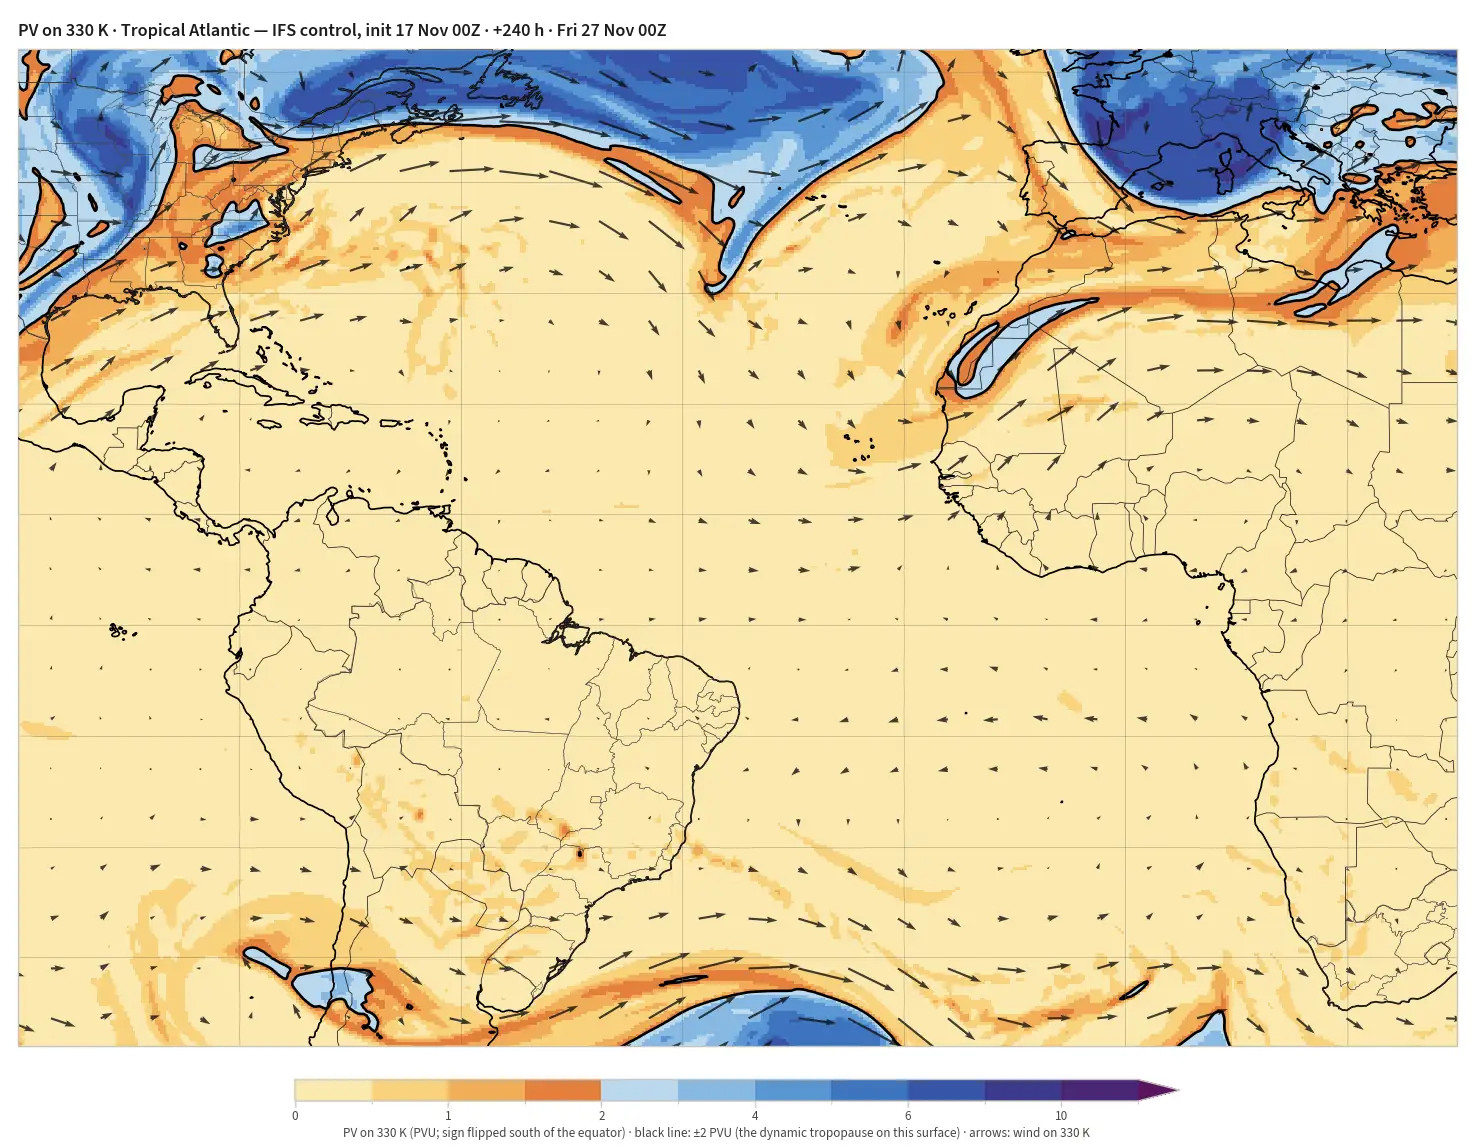 PV on 330 K · Tropical Atlantic — IFS control, init 17 Nov 00Z · +240 h · Fri 27 Nov 00Z
0 1 2 4 6 10
PV on 330 K (PVU; sign flipped south of the equator) · black line: ±2 PVU (the dynamic tropopause on this surface) · arrows: wind on 330 K